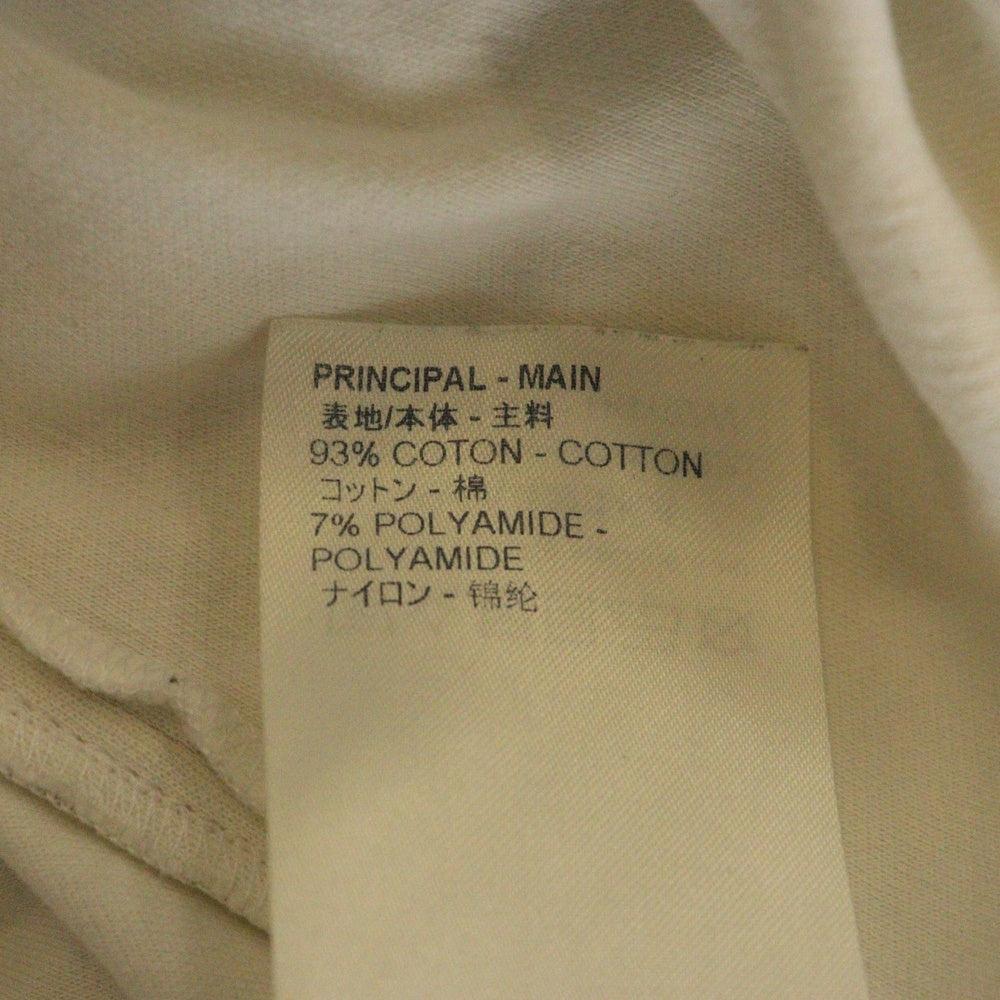 PRINCIPAL - MAIN
表地/本体 - 主料
93% COTON - COTTON
コットン - 棉
7% POLYAMIDE -
POLYAMIDE
ナイロン - 锦纶